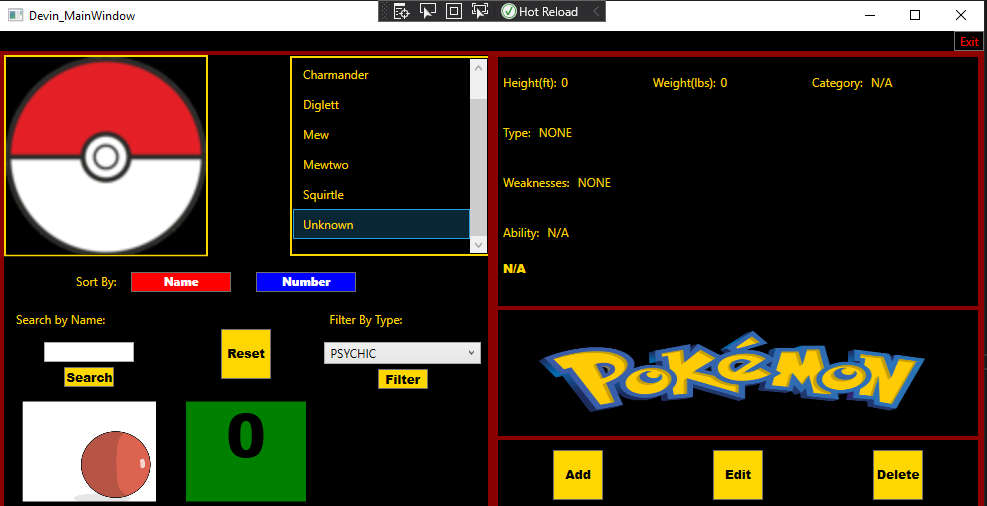 Devin_MainWindow
Hot Reload
Exit
Charmander
Diglett
Mew
Mewtwo
Squirtle
Unknown
Height(ft): 0 Weight(lbs): 0 Category: N/A
Type: NONE
Weaknesses: NONE
Ability: N/A
N/A
Sort By: Name Number
Search by Name:
Search
Reset
Filter By Type:
PSYCHIC
Filter
0
POKéMON
Add Edit Delete